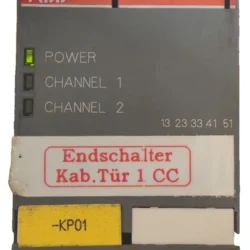 POWER
CHANNEL 1
CHANNEL 2
13 23 33 41 51
Endschalter
Kab.Tür 1 CC
-KP01